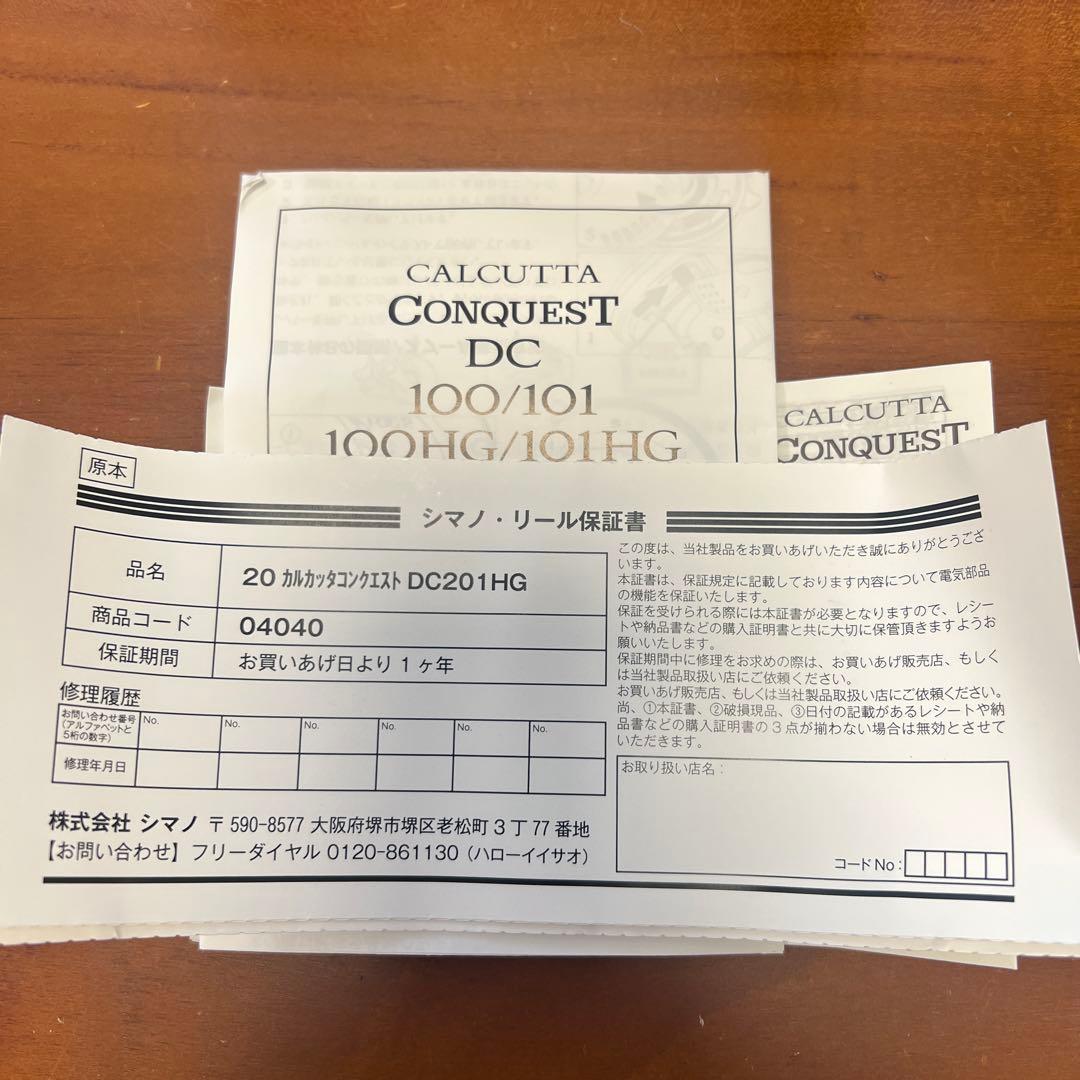 CALCUTTA
CONQUEST
DC
100/101
100HG/101HG
CALCUTTA
CONQUEST
原本
シマノ・リール保証書
品名
20 カルカッタコンクエスト DC201HG
商品コード
04040
保証期間
お買いあげ日より 1 ヶ年
修理履歴
お問い合わせ番号
(アルファベットと
5桁の数字)
No.
No.
No.
No.
No.
No.
修理年月日
株式会社 シマノ 〒590-8577 大阪府堺市堺区老松町 3 丁 77 番地
【お問い合わせ】フリーダイヤル 0120-861130 (ハローイイサオ)
この度は、当社製品をお買いあげいただき誠にありがとうござ
います。
本証書は、保証規定に記載しております内容について電気部品
の機能を保証いたします。
保証を受けられる際には本証書が必要となりますので、レシー
トや納品書などの購入証明書と共に大切に保管頂きますようお
願いいたします。
保証期間中に修理をお求めの際は、お買いあげ販売店、もしく
は当社製品取扱い店にご依頼ください。
お買いあげ販売店、もしくは当社製品取扱い店にご依頼ください。
尚、①本証書、②破損現品、③日付の記載があるレシートや納
品書などの購入証明書の 3 点が揃わない場合は無効とさせて
いただきます。
お取り扱い店名：
コードNo：